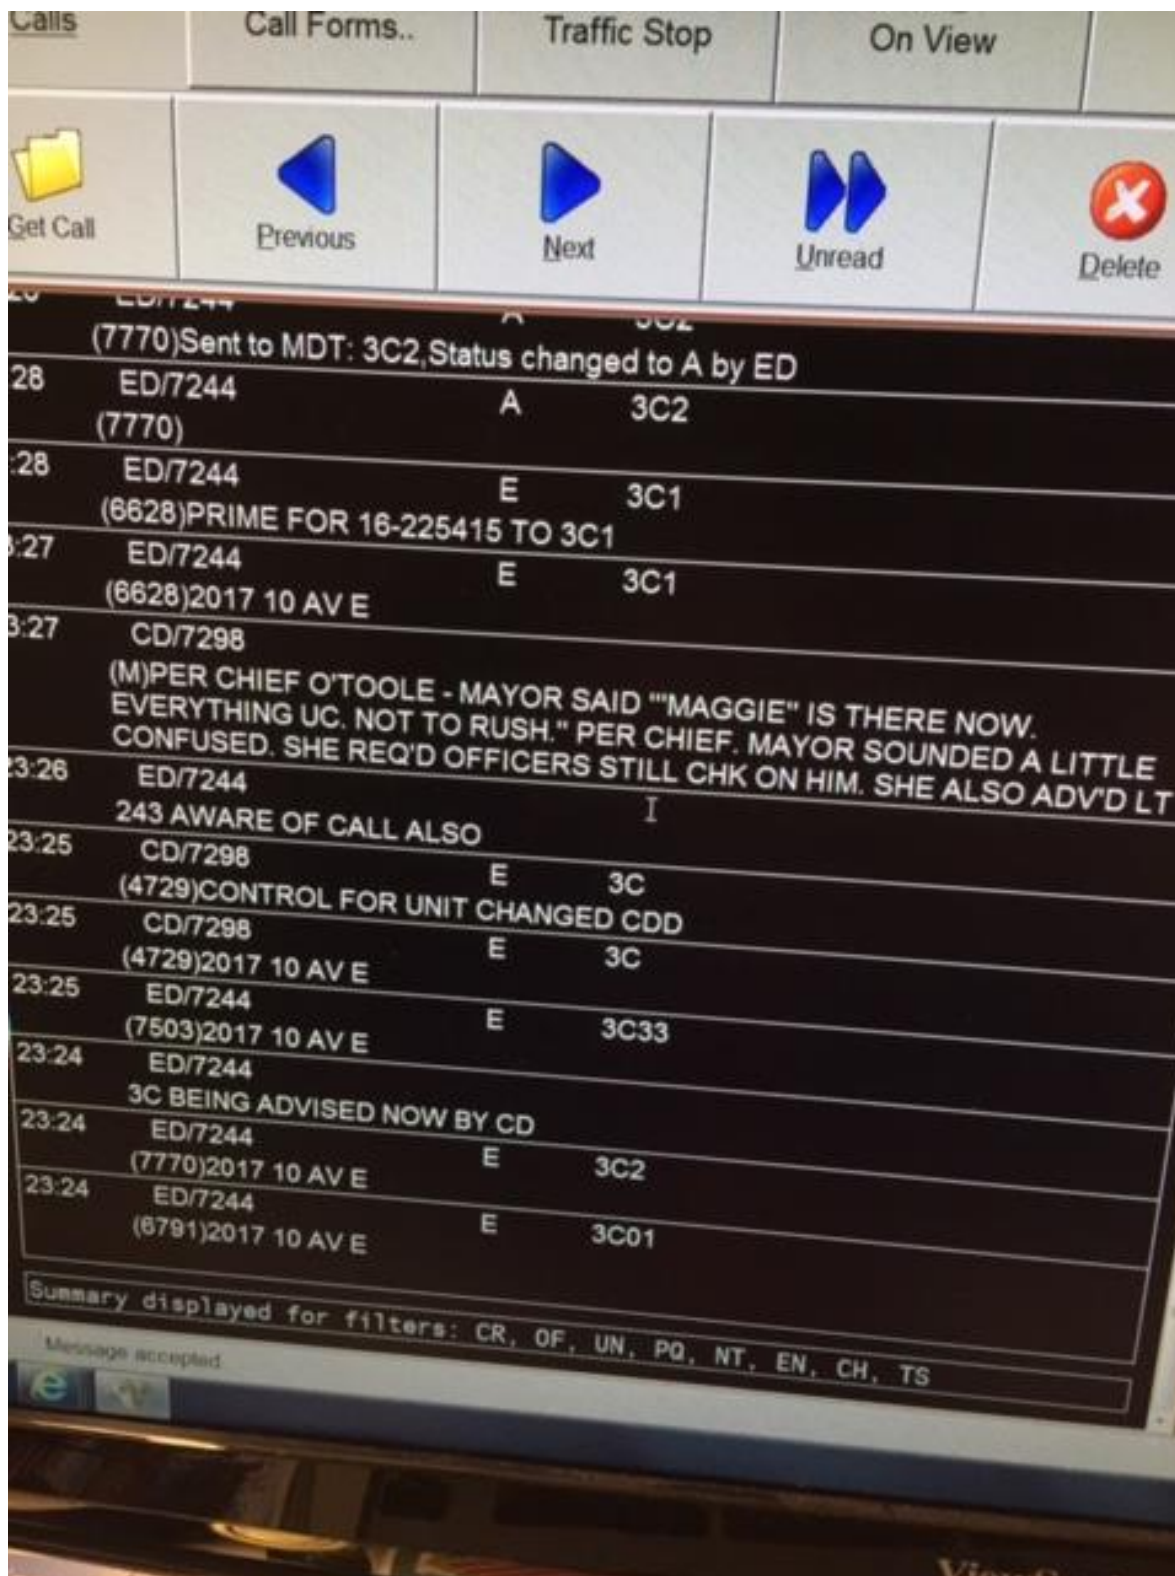 Calls
Call Forms..
Traffic Stop
On View
Get Call
Previous
Next
Unread
Delete
ED/7244 A 3C2
(7770)Sent to MDT: 3C2,Status changed to A by ED
28 ED/7244 A 3C2
(7770)
:28 ED/7244 E 3C1
(6628)PRIME FOR 16-225415 TO 3C1
3:27 ED/7244 E 3C1
(6628)2017 10 AV E
3:27 CD/7298
(M)PER CHIEF O'TOOLE - MAYOR SAID "'MAGGIE" IS THERE NOW.
EVERYTHING UC. NOT TO RUSH." PER CHIEF. MAYOR SOUNDED A LITTLE
CONFUSED. SHE REQ'D OFFICERS STILL CHK ON HIM. SHE ALSO ADV'D LT
23:26 ED/7244
243 AWARE OF CALL ALSO
23:25 CD/7298 E 3C
(4729)CONTROL FOR UNIT CHANGED CDD
23:25 CD/7298 E 3C
(4729)2017 10 AV E
23:25 ED/7244 E 3C33
(7503)2017 10 AV E
23:24 ED/7244
3C BEING ADVISED NOW BY CD
23:24 ED/7244 E 3C2
(7770)2017 10 AV E
23:24 ED/7244 E 3C01
(6791)2017 10 AV E
Summary displayed for filters: CR, OF, UN, PQ, NT, EN, CH, TS
Message accepted